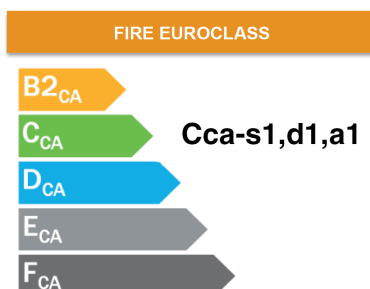 FIRE EUROCLASS
B2CA
CCA
Cca-s1,d1,a1
DCA
ECA
FCA